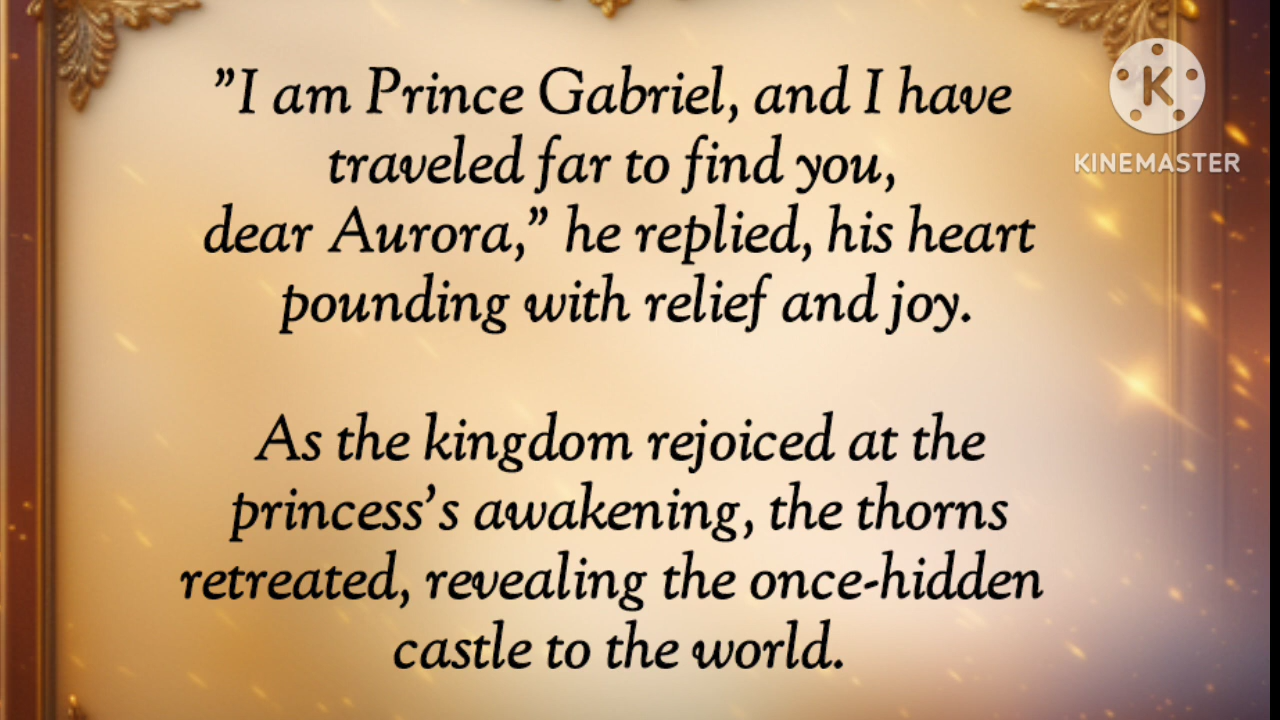 ”I am Prince Gabriel, and I have
traveled far to find you,
dear Aurora,” he replied, his heart
pounding with relief and joy.
As the kingdom rejoiced at the
princess’s awakening, the thorns
retreated, revealing the once-hidden
castle to the world.
K
KINEMASTER